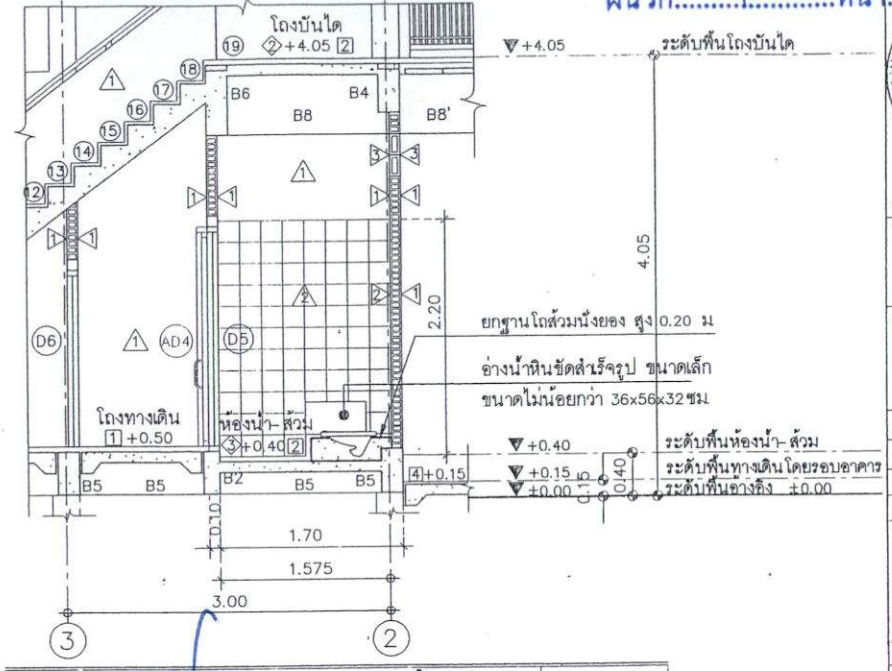 โถงบันได
19 2 +4.05 2
+4.05
ระดับพื้นโถงบันได
1
18
17
16
15
14
13
12
B6
B4
B8
B8'
3 3
1
1 1
1 1
1 1
4.05
2 1
2
2.20
ยกฐานโถส้วมนั่งยอง สูง 0.20 ม
D6
1
AD4
D5
อ่างน้ำหินขัดสำเร็จรูป ขนาดเล็ก
ขนาดไม่น้อยกว่า 36x56x32 ซม
โถงทางเดิน
1 +0.50
ห้องน้ำ-ส้วม
3 +0.40 2
+0.40
ระดับพื้นห้องน้ำ-ส้วม
4 +0.15
+0.15
ระดับพื้นทางเดินโดยรอบอาคาร
+0.00
0.15
0.40
ระดับพื้นอ้างอิง ±0.00
B5
B5
B2
B5
B5
0.10
1.70
1.575
3.00
3
2